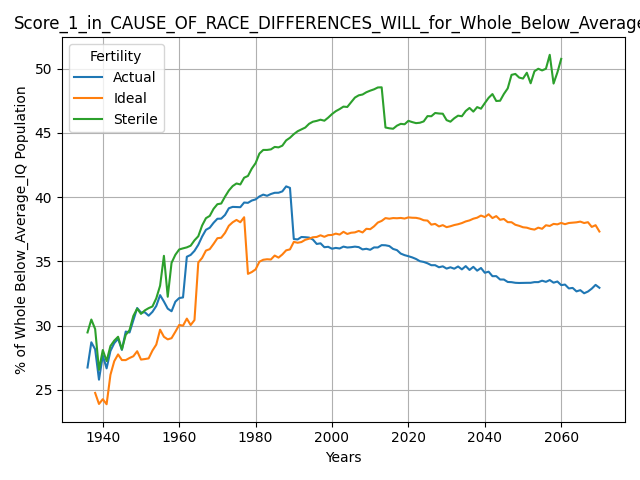 Score_1_in_CAUSE_OF_RACE_DIFFERENCES_WILL_for_Whole_Below_Average
Fertility
Actual
Ideal
Sterile
% of Whole Below_Average_IQ Population
50
45
40
35
30
25
1940 1960 1980 2000 2020 2040 2060
Years